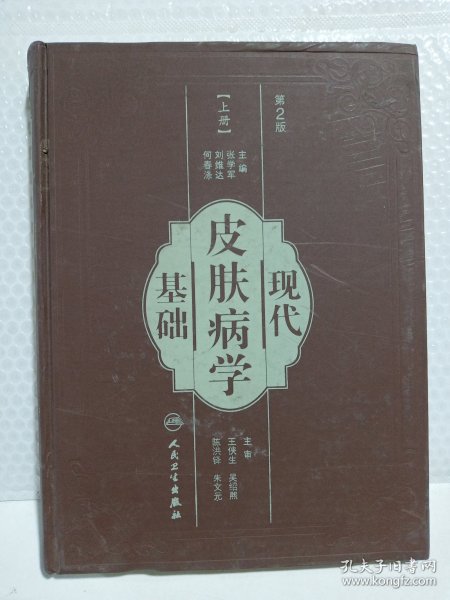 第2版
【上册】
主编
张学军
刘维达
何春涤
现代
皮肤病学
基础
主审
王侠生 吴绍熙
陈洪铎 朱文元
人民卫生出版社
孔夫子旧书网
kongfz.com